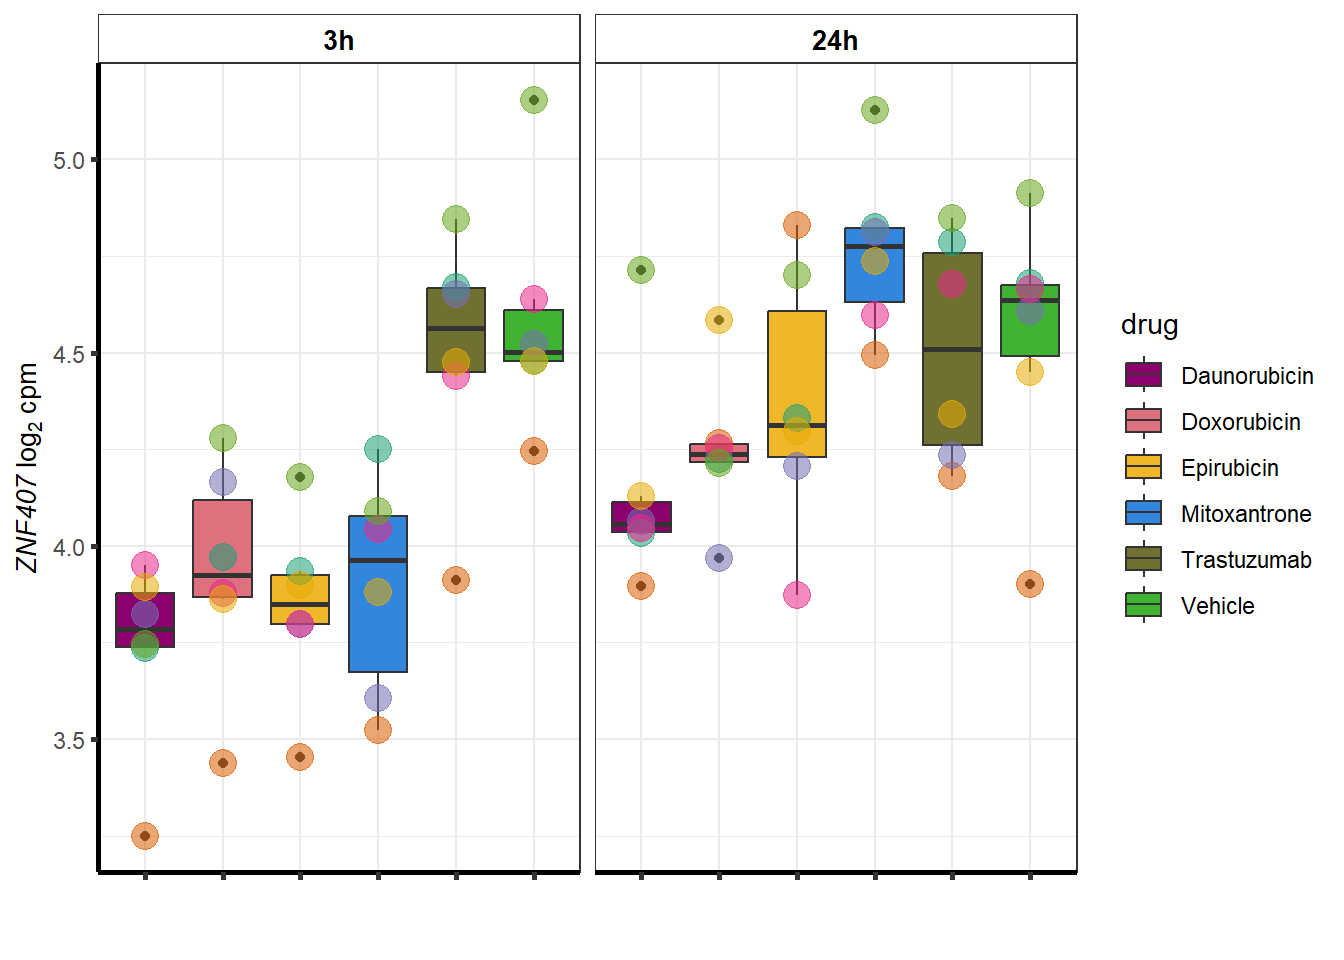 3h
24h
ZNF407 log2 cpm
5.0
4.5
4.0
3.5
drug
Daunorubicin
Doxorubicin
Epirubicin
Mitoxantrone
Trastuzumab
Vehicle